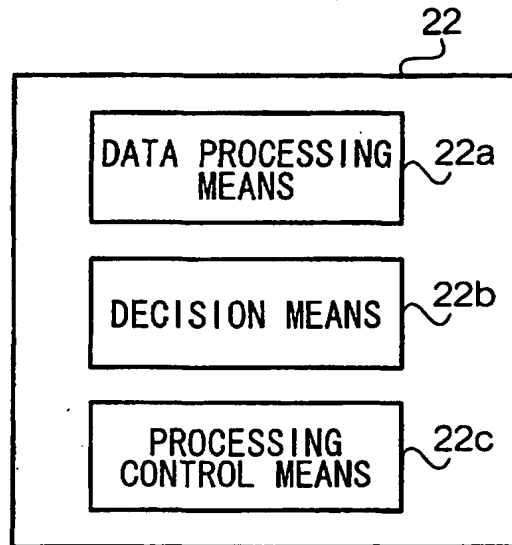 22
DATA PROCESSING
MEANS
22a
DECISION MEANS
22b
PROCESSING
CONTROL MEANS
22c